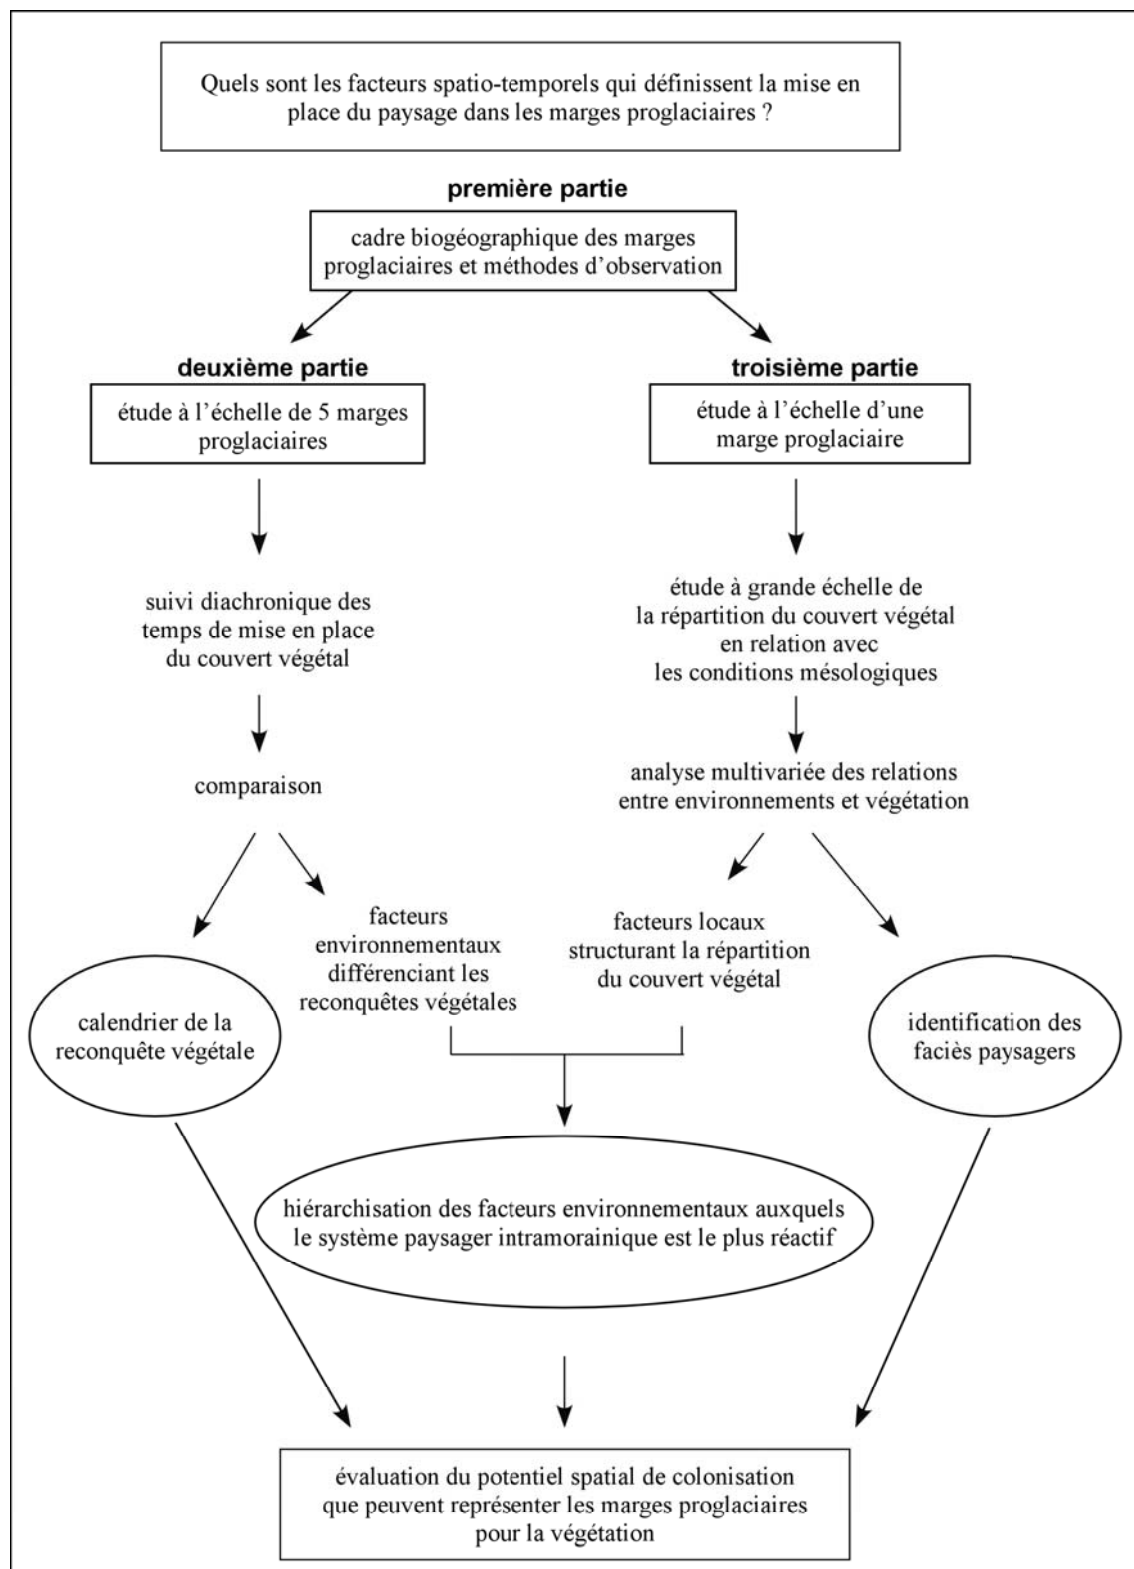 Quels sont les facteurs spatio-temporels qui définissent la mise en
place du paysage dans les marges proglaciaires ?
première partie
cadre biogéographique des marges
proglaciaires et méthodes d'observation
deuxième partie
étude à l'échelle de 5 marges
proglaciaires
troisième partie
étude à l'échelle d'une
marge proglaciaire
suivi diachronique des
temps de mise en place
du couvert végétal
étude à grande échelle de
la répartition du couvert végétal
en relation avec
les conditions mésologiques
comparaison
analyse multivariée des relations
entre environnements et végétation
facteurs
environnementaux
différenciant les
reconquêtes végétales
facteurs locaux
structurant la répartition
du couvert végétal
calendrier de la
reconquête végétale
identification des
faciès paysagers
hiérarchisation des facteurs environnementaux auxquels
le système paysager intramorainique est le plus réactif
évaluation du potentiel spatial de colonisation
que peuvent représenter les marges proglaciaires
pour la végétation